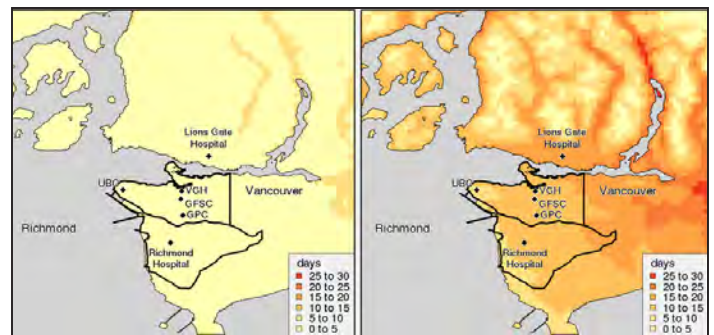 Lions Gate
Hospital
UBC
VGH
Vancouver
GFSC
GPC
Richmond
Richmond
Hospital
days
25 to 30
20 to 25
15 to 20
10 to 15
5 to 10
0 to 5
Lions Gate
Hospital
UBC
VGH
Vancouver
GFSC
GPC
Richmond
Richmond
Hospital
days
25 to 30
20 to 25
15 to 20
10 to 15
5 to 10
0 to 5